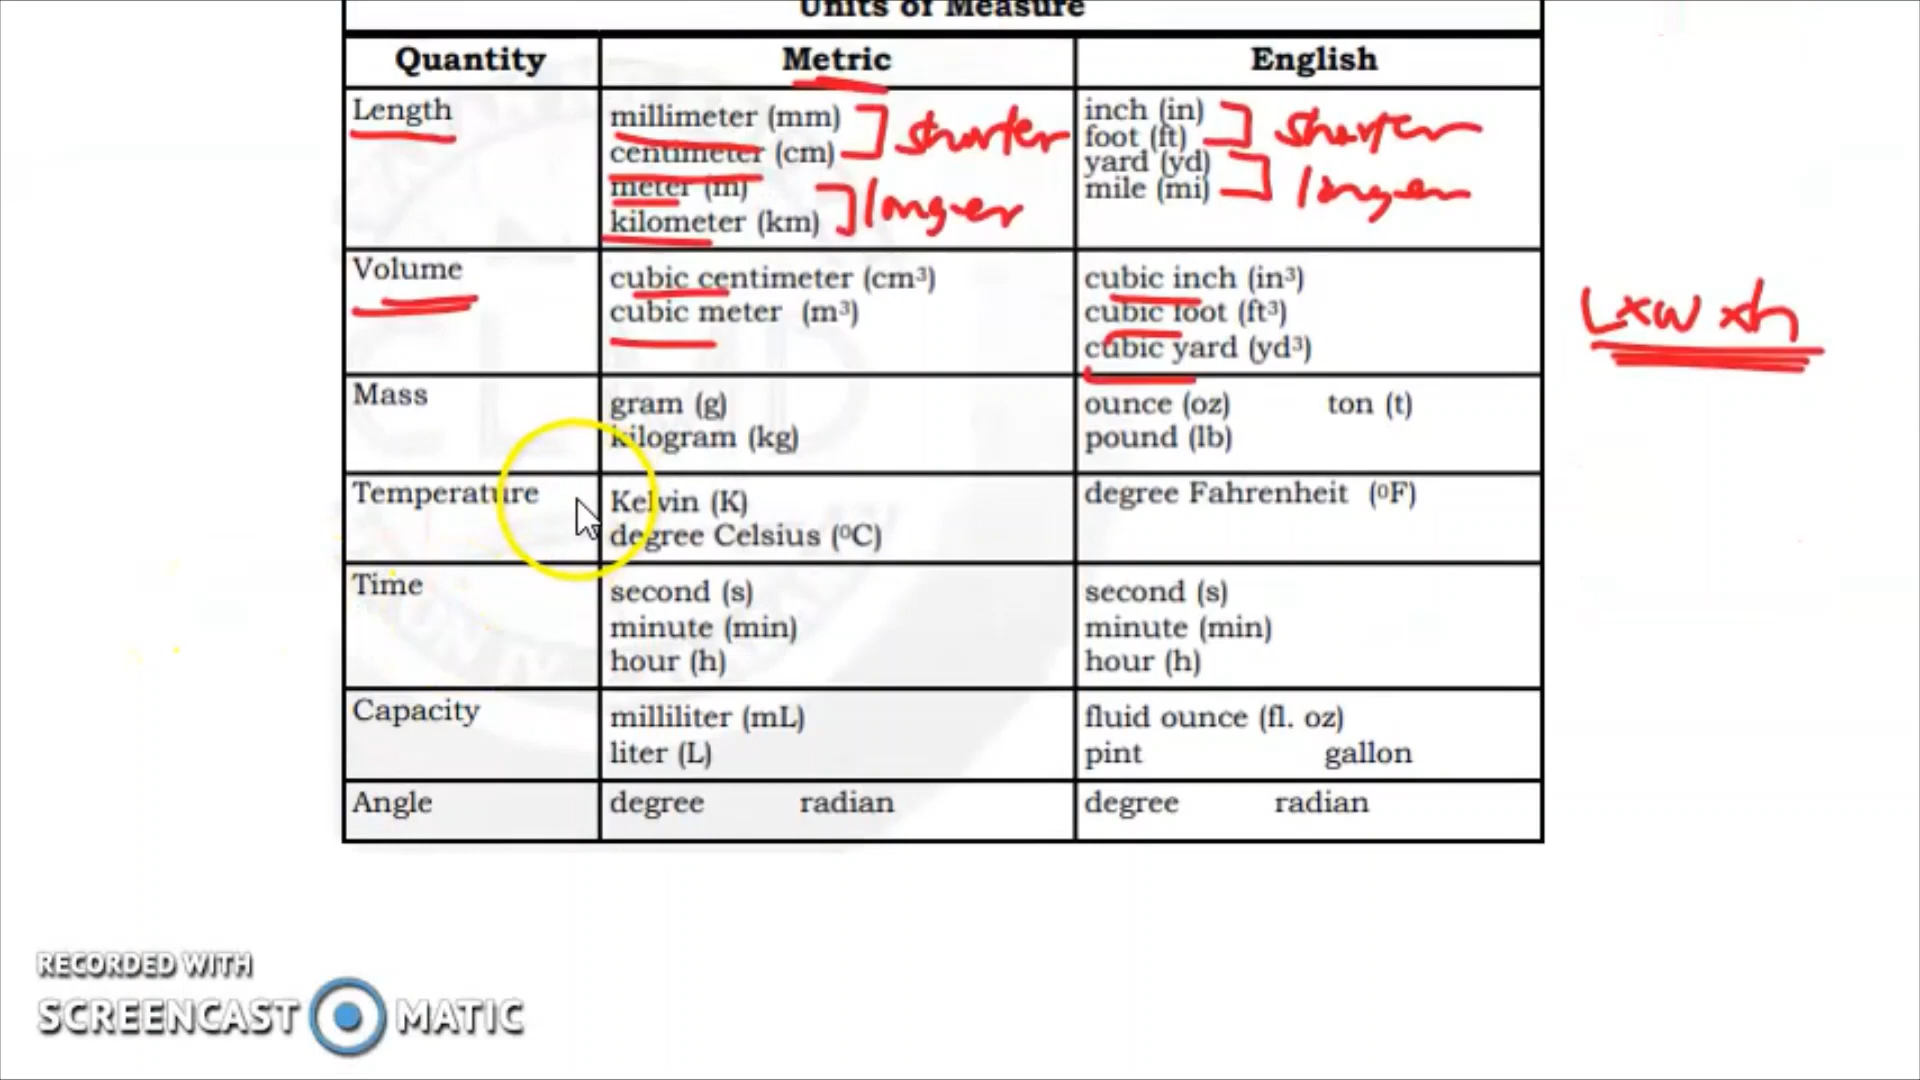 Units of Measure
Quantity Metric English
Length
millimeter (mm)
centimeter (cm)
meter (m)
kilometer (km)
shorter
longer
inch (in)
foot (ft)
yard (yd)
mile (mi)
shorter
longer
Volume
cubic centimeter (cm³)
cubic meter (m³)
cubic inch (in³)
cubic foot (ft³)
cubic yard (yd³)
L×W×h
Mass
gram (g)
kilogram (kg)
ounce (oz) ton (t)
pound (lb)
Temperature
Kelvin (K)
degree Celsius (⁰C)
degree Fahrenheit (⁰F)
Time
second (s)
minute (min)
hour (h)
second (s)
minute (min)
hour (h)
Capacity
milliliter (mL)
liter (L)
fluid ounce (fl. oz)
pint gallon
Angle
degree radian
degree radian
RECORDED WITH
SCREENCAST MATIC